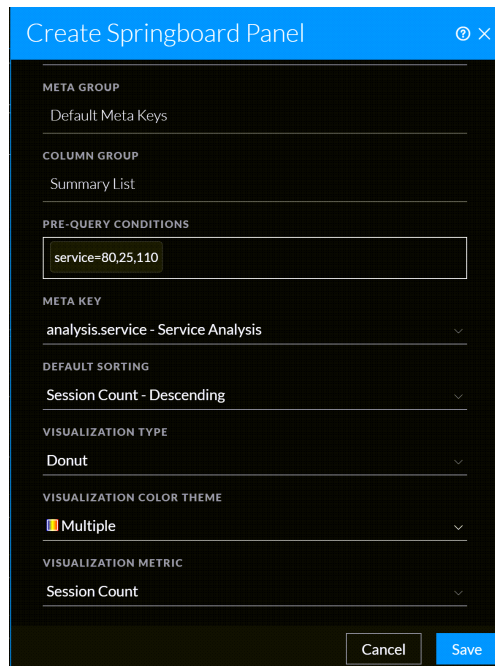 Create Springboard Panel
META GROUP
Default Meta Keys
COLUMN GROUP
Summary List
PRE-QUERY CONDITIONS
service=80,25,110
META KEY
analysis.service - Service Analysis
DEFAULT SORTING
Session Count - Descending
VISUALIZATION TYPE
Donut
VISUALIZATION COLOR THEME
Multiple
VISUALIZATION METRIC
Session Count
Cancel
Save